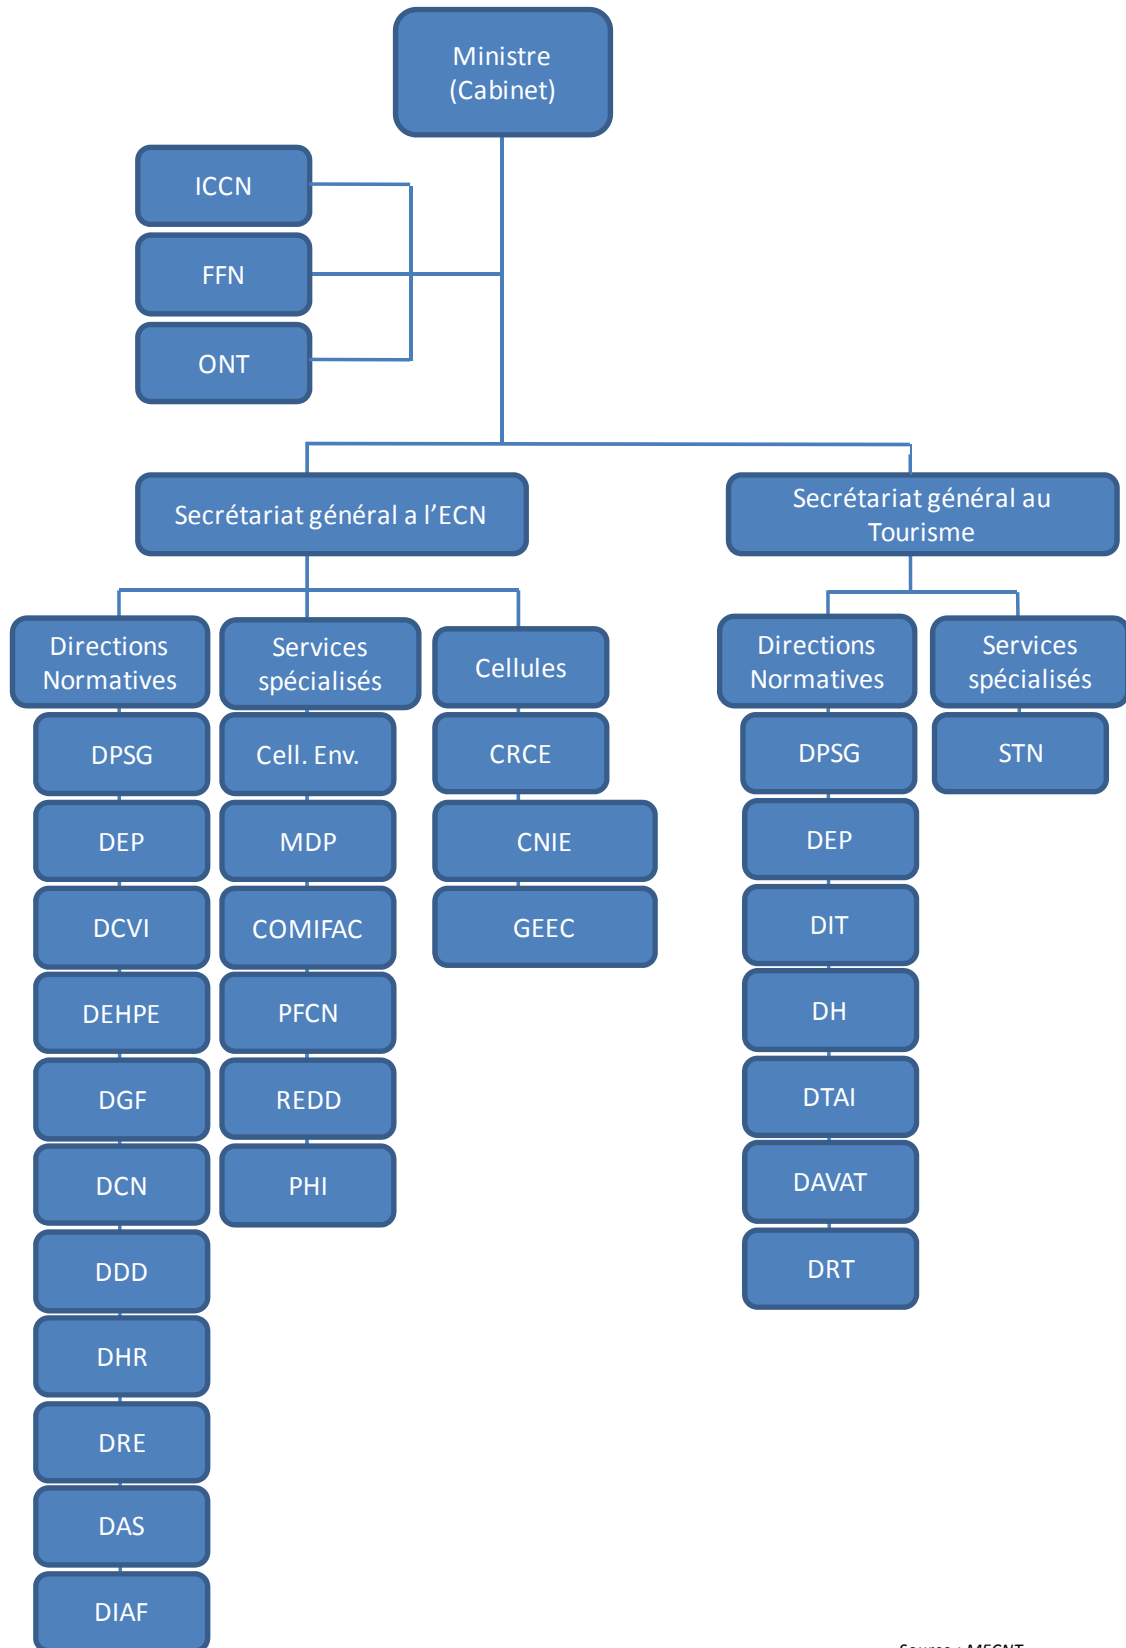 Ministre
(Cabinet)
ICCN
FFN
ONT
Secrétariat général a l’ECN
Secrétariat général au
Tourisme
Directions
Normatives
DPSG
DEP
DCVI
DEHPE
DGF
DCN
DDD
DHR
DRE
DAS
DIAF
Services
spécialisés
Cell. Env.
MDP
COMIFAC
PFCN
REDD
PHI
Cellules
CRCE
CNIE
GEEC
Directions
Normatives
DPSG
DEP
DIT
DH
DTAI
DAVAT
DRT
Services
spécialisés
STN
Source : MECNT